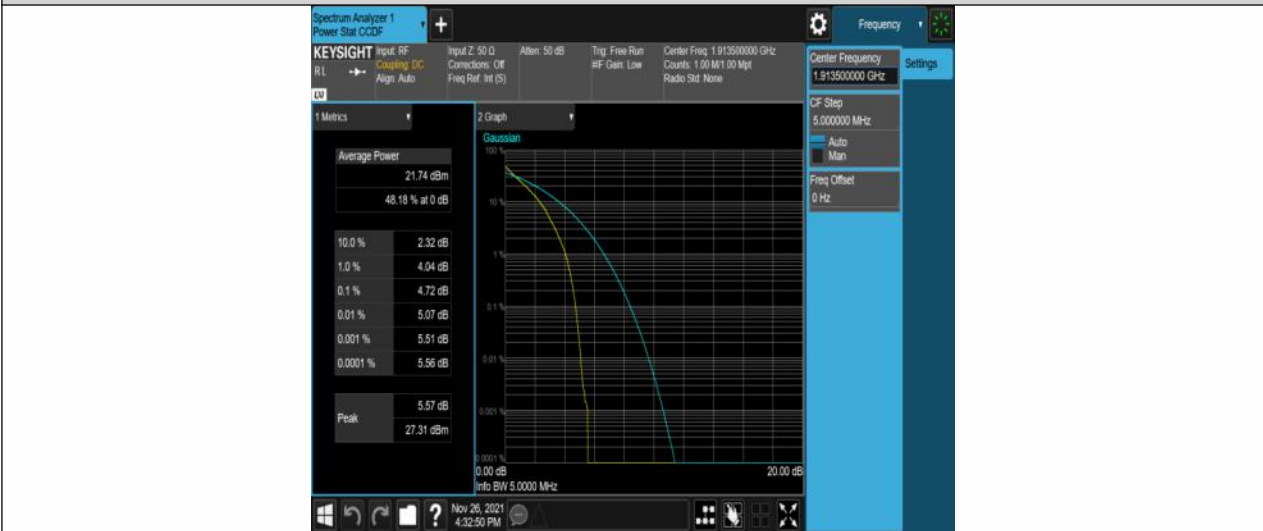 Spectrum Analyzer 1
Power Stat CCDF
+
Frequency
KEYSIGHT
Input: RF
Coupling: DC
Align: Auto
Input Z: 50 Ω
Corrections: Off
Freq Ref: Int (S)
Atten: 50 dB
Trig: Free Run
#IF Gain: Low
Center Freq: 1.913500000 GHz
Counts: 1.00 M/1.00 Mpt
Radio Std: None
R L
LXI
Center Frequency
1.913500000 GHz
Settings
CF Step
5.000000 MHz
Auto
Man
Freq Offset
0 Hz
1 Metrics
Average Power
21.74 dBm
48.18 % at 0 dB
10.0 % 2.32 dB
1.0 % 4.04 dB
0.1 % 4.72 dB
0.01 % 5.07 dB
0.001 % 5.51 dB
0.0001 % 5.56 dB
Peak
5.57 dB
27.31 dBm
2 Graph
Gaussian
100 %
10 %
1 %
0.1 %
0.01 %
0.001 %
0.0001 %
0.00 dB 20.00 dB
Info BW 5.0000 MHz
?
Nov 26, 2021
4:32:50 PM